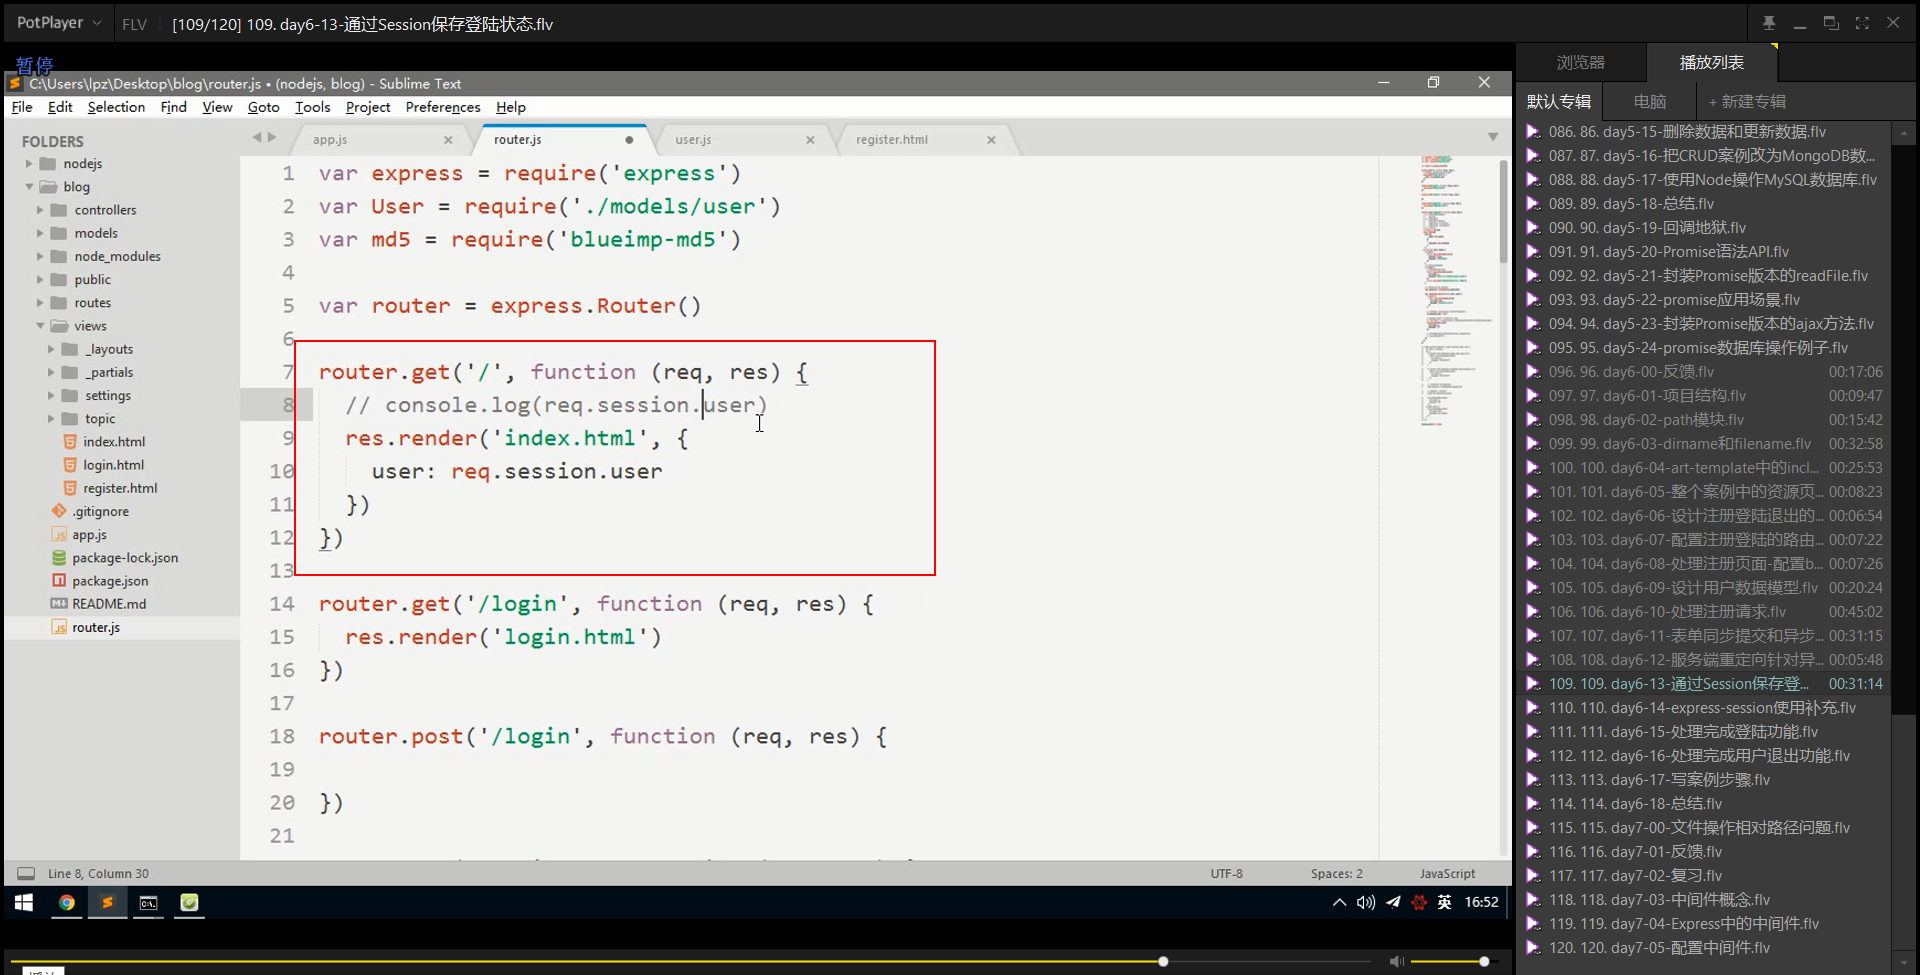 PotPlayer
FLV
[109/120] 109. day6-13-通过Session保存登陆状态.flv
暂停
C:\Users\lpz\Desktop\blog\router.js • (nodejs, blog) - Sublime Text
File Edit Selection Find View Goto Tools Project Preferences Help
FOLDERS
nodejs
blog
controllers
models
node_modules
public
routes
views
_layouts
_partials
settings
topic
index.html
login.html
register.html
.gitignore
app.js
package-lock.json
package.json
README.md
router.js
app.js
router.js
user.js
register.html
1 var express = require('express')
2 var User = require('./models/user')
3 var md5 = require('blueimp-md5')
4
5 var router = express.Router()
6
7 router.get('/', function (req, res) {
8 // console.log(req.session.user)
9 res.render('index.html', {
10 user: req.session.user
11 })
12 })
13
14 router.get('/login', function (req, res) {
15 res.render('login.html')
16 })
17
18 router.post('/login', function (req, res) {
19
20 })
21
Line 8, Column 30
UTF-8
Spaces: 2
JavaScript
英
16:52
浏览器
播放列表
默认专辑
电脑
+ 新建专辑
086. 86. day5-15-删除数据和更新数据.flv
087. 87. day5-16-把CRUD案例改为MongoDB数...
088. 88. day5-17-使用Node操作MySQL数据库.flv
089. 89. day5-18-总结.flv
090. 90. day5-19-回调地狱.flv
091. 91. day5-20-Promise语法API.flv
092. 92. day5-21-封装Promise版本的readFile.flv
093. 93. day5-22-promise应用场景.flv
094. 94. day5-23-封装Promise版本的ajax方法.flv
095. 95. day5-24-promise数据库操作例子.flv
096. 96. day6-00-反馈.flv 00:17:06
097. 97. day6-01-项目结构.flv 00:09:47
098. 98. day6-02-path模块.flv 00:15:42
099. 99. day6-03-dirname和filename.flv 00:32:58
100. 100. day6-04-art-template中的incl... 00:25:53
101. 101. day6-05-整个案例中的资源页... 00:08:23
102. 102. day6-06-设计注册登陆退出的... 00:06:54
103. 103. day6-07-配置注册登陆的路由... 00:07:22
104. 104. day6-08-处理注册页面-配置b... 00:07:26
105. 105. day6-09-设计用户数据模型.flv 00:20:24
106. 106. day6-10-处理注册请求.flv 00:45:02
107. 107. day6-11-表单同步提交和异步... 00:31:15
108. 108. day6-12-服务端重定向针对异... 00:05:48
109. 109. day6-13-通过Session保存登... 00:31:14
110. 110. day6-14-express-session使用补充.flv
111. 111. day6-15-处理完成登陆功能.flv
112. 112. day6-16-处理完成用户退出功能.flv
113. 113. day6-17-写案例步骤.flv
114. 114. day6-18-总结.flv
115. 115. day7-00-文件操作相对路径问题.flv
116. 116. day7-01-反馈.flv
117. 117. day7-02-复习.flv
118. 118. day7-03-中间件概念.flv
119. 119. day7-04-Express中的中间件.flv
120. 120. day7-05-配置中间件.flv